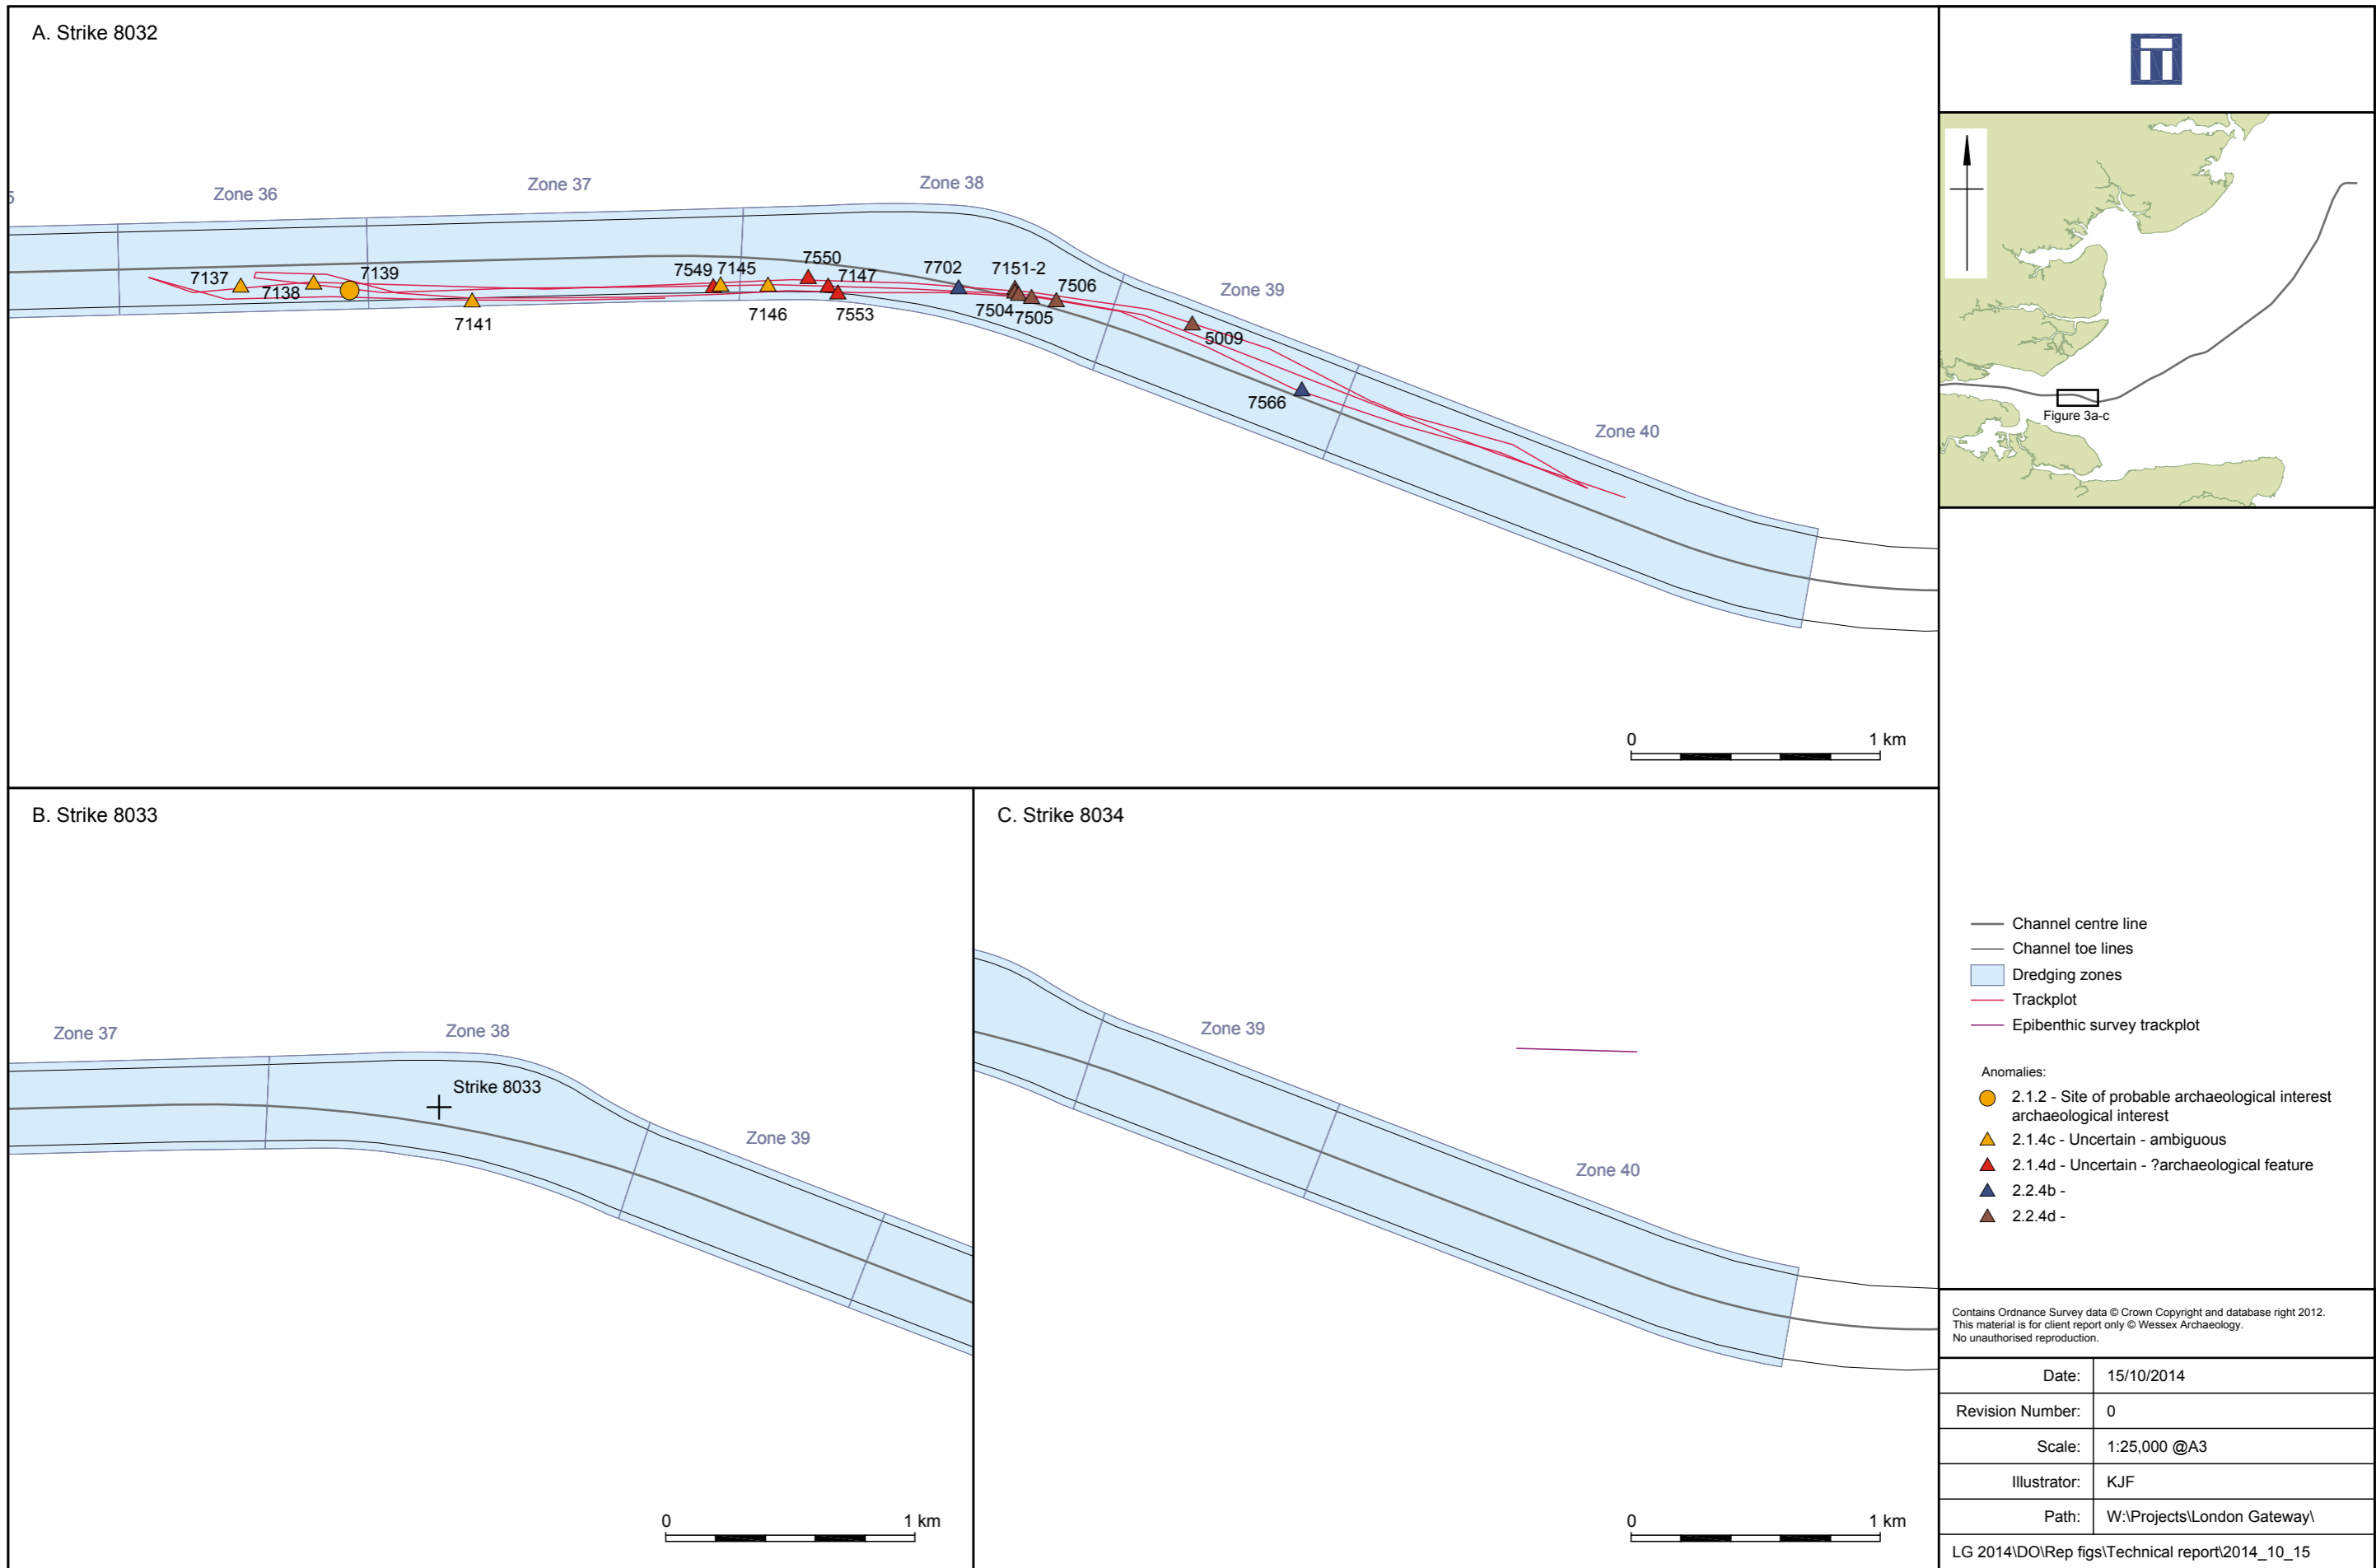 A. Strike 8032
5
Zone 36
Zone 37
Zone 38
7137
7138
7139
7141
7549
7145
7146
7550
7147
7553
7702
7151-2
7504
7505
7506
Zone 39
5009
7566
Zone 40
0
1 km
B. Strike 8033
Zone 37
Zone 38
Strike 8033
Zone 39
0
1 km
C. Strike 8034
Zone 39
Zone 40
0
1 km
Figure 3a-c
Channel centre line
Channel toe lines
Dredging zones
Trackplot
Epibenthic survey trackplot
Anomalies:
2.1.2 - Site of probable archaeological interest
archaeological interest
2.1.4c - Uncertain - ambiguous
2.1.4d - Uncertain - ?archaeological feature
2.2.4b -
2.2.4d -
Contains Ordnance Survey data © Crown Copyright and database right 2012.
This material is for client report only © Wessex Archaeology.
No unauthorised reproduction.
Date: 15/10/2014
Revision Number: 0
Scale: 1:25,000 @A3
Illustrator: KJF
Path: W:\Projects\London Gateway\
LG 2014\DO\Rep figs\Technical report\2014_10_15